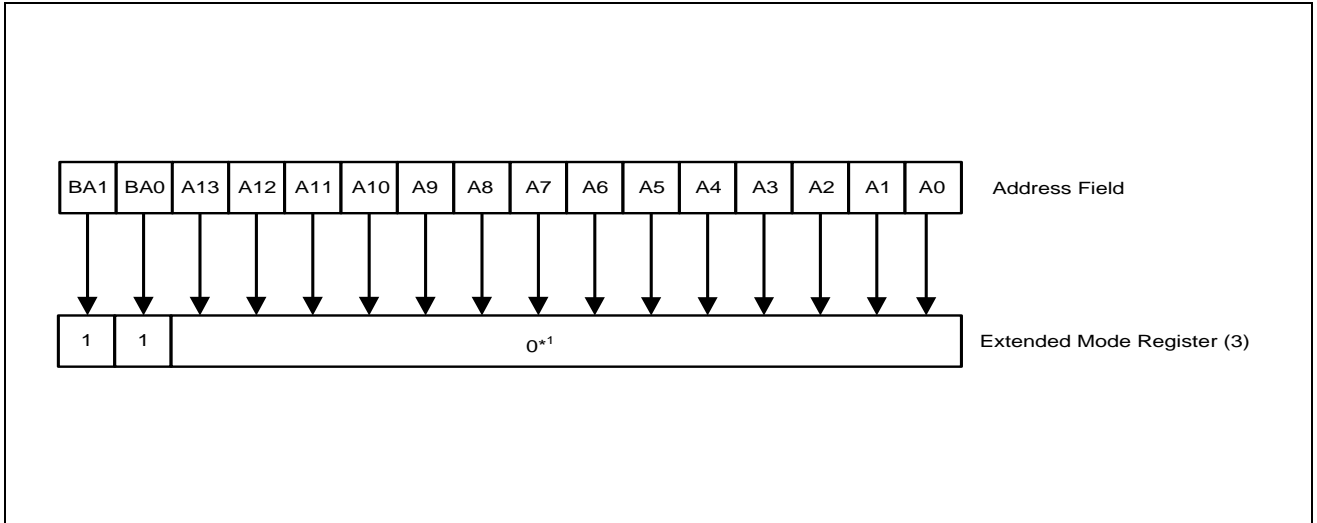 BA1 BA0 A13 A12 A11 A10 A9 A8 A7 A6 A5 A4 A3 A2 A1 A0 Address Field
1 1 0*1 Extended Mode Register (3)